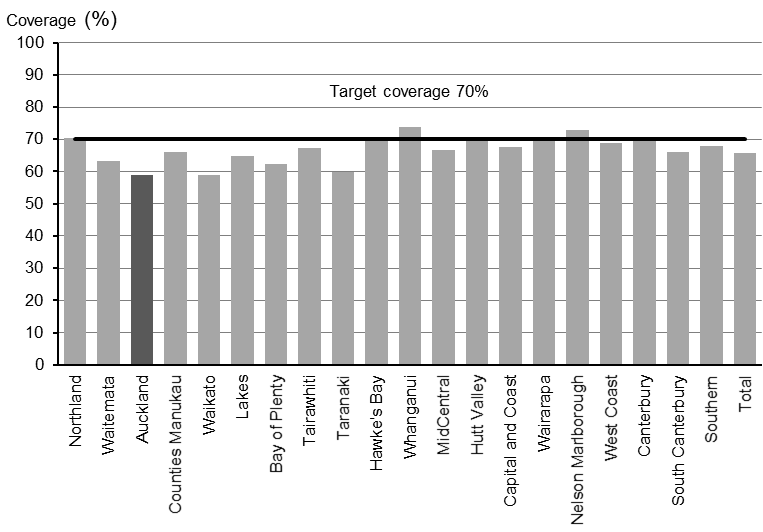 Coverage (%)
100
90
80
70
60
50
40
30
20
10
0
Target coverage 70%
Northland
Waitemata
Auckland
Counties Manukau
Waikato
Lakes
Bay of Plenty
Tairawhiti
Taranaki
Hawke's Bay
Whanganui
MidCentral
Hutt Valley
Capital and Coast
Wairarapa
Nelson Marlborough
West Coast
Canterbury
South Canterbury
Southern
Total